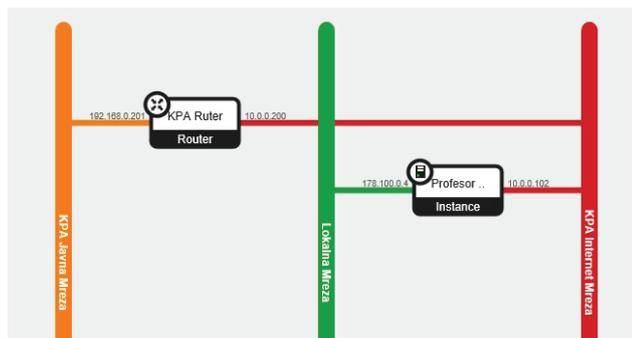 192.168.0.201
KPA Ruter
10.0.0.200
Router
178.100.0.4
Profesor ..
10.0.0.102
Instance
KPA Javna Mreza
Lokalna Mreza
KPA Internet Mreza